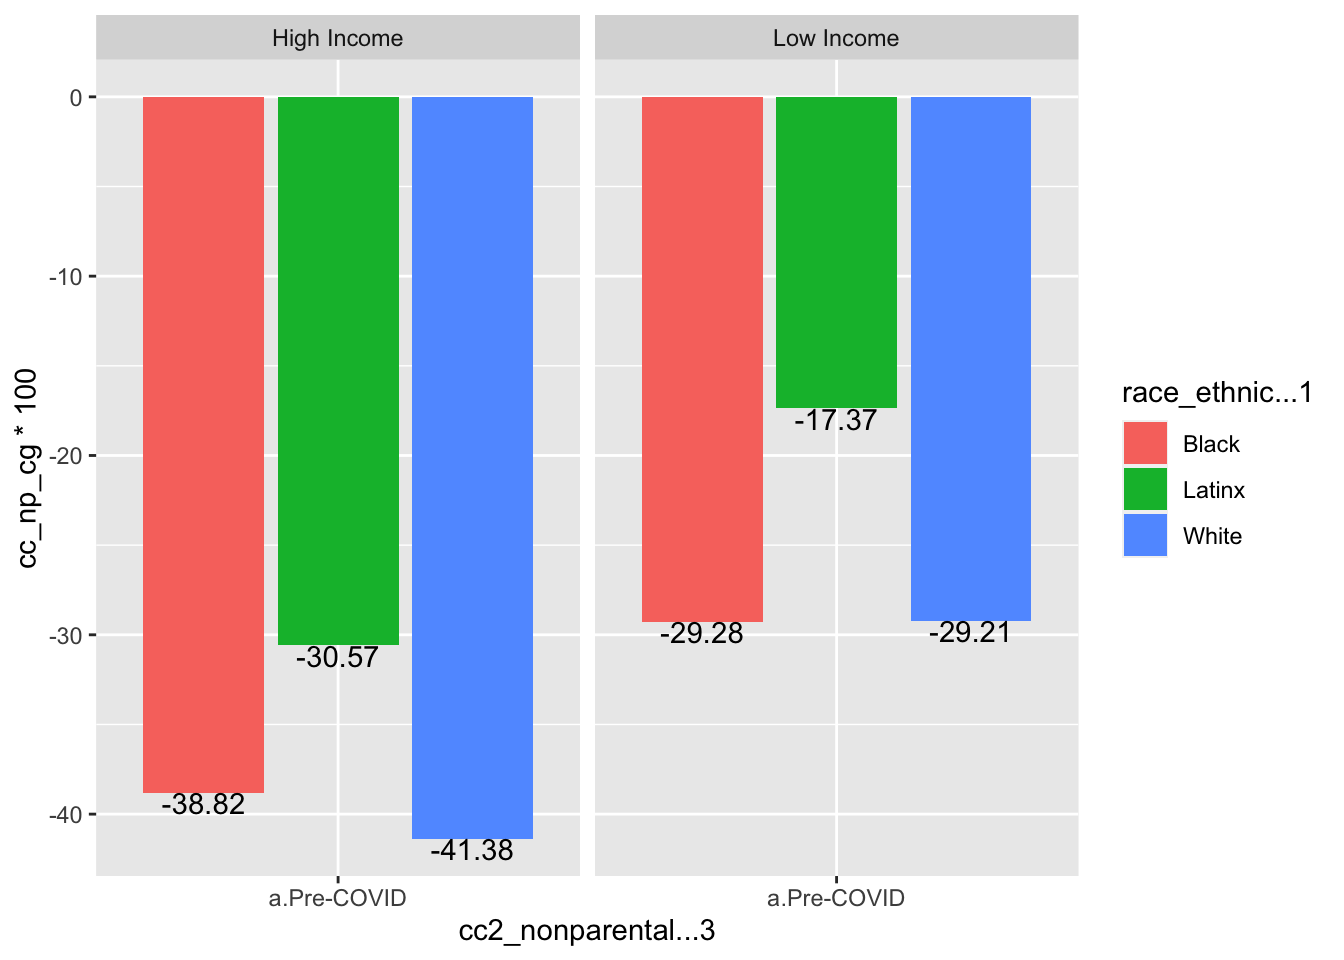 High Income
Low Income
0
-10
-20
-30
-40
cc_np_cg * 100
-38.82
-30.57
-41.38
-29.28
-17.37
-29.21
a.Pre-COVID
a.Pre-COVID
cc2_nonparental...3
race_ethnic...1
Black
Latinx
White